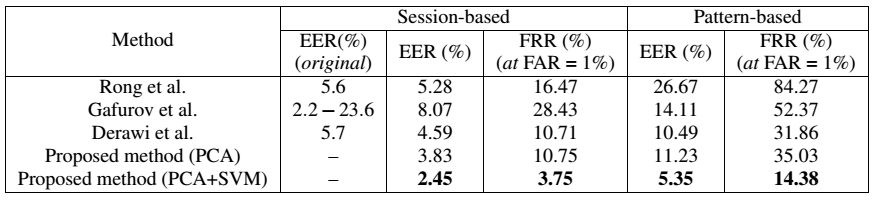 Method Session-based Pattern-based
EER(%) (original) EER (%) FRR (%) (at FAR = 1%) EER (%) FRR (%) (at FAR = 1%)
Rong et al. 5.6 5.28 16.47 26.67 84.27
Gafurov et al. 2.2 – 23.6 8.07 28.43 14.11 52.37
Derawi et al. 5.7 4.59 10.71 10.49 31.86
Proposed method (PCA) – 3.83 10.75 11.23 35.03
Proposed method (PCA+SVM) – 2.45 3.75 5.35 14.38